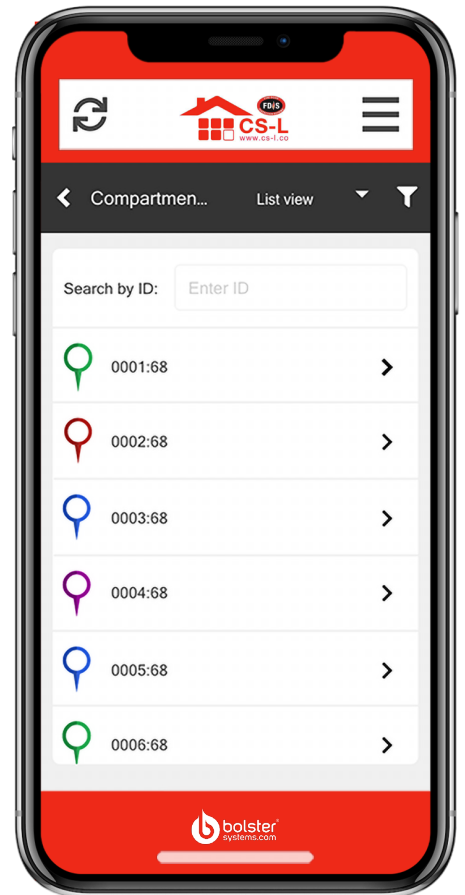 FDiS
CS-L
www.cs-l.co
Compartmen...
List view
Search by ID:
Enter ID
0001:68
0002:68
0003:68
0004:68
0005:68
0006:68
bolster
systems.com